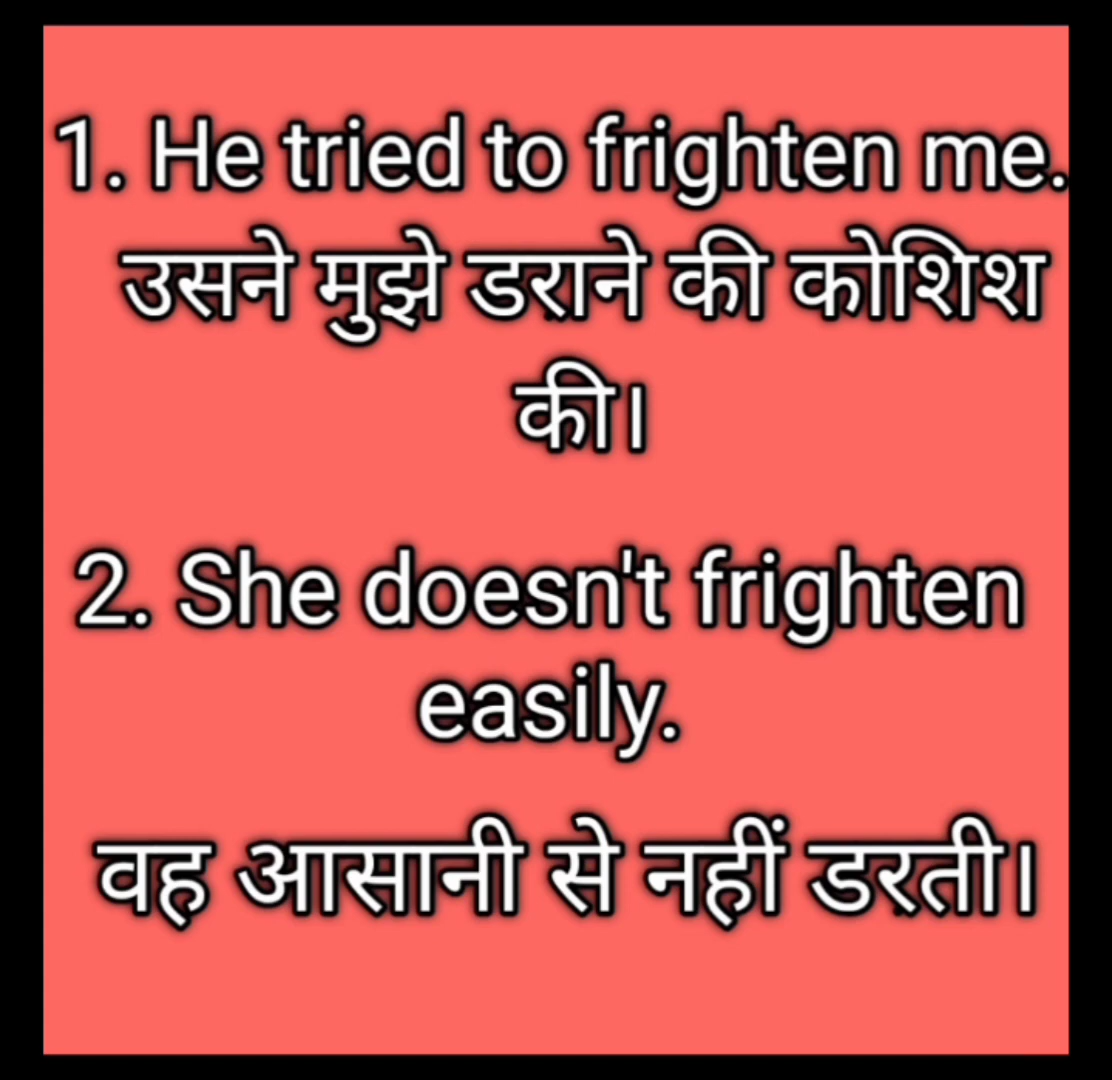 1. He tried to frighten me.
उसने मुझे डराने की कोशिश
की।
2. She doesn't frighten
easily.
वह आसानी से नहीं डरती।